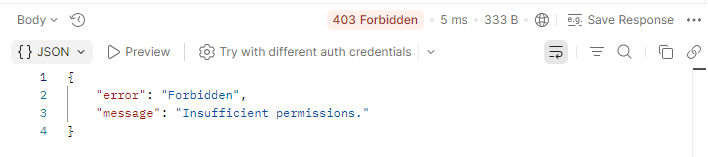 Body 403 Forbidden • 5 ms • 333 B • e.g. Save Response
{} JSON Preview Try with different auth credentials
1 {
2 "error": "Forbidden",
3 "message": "Insufficient permissions."
4 }